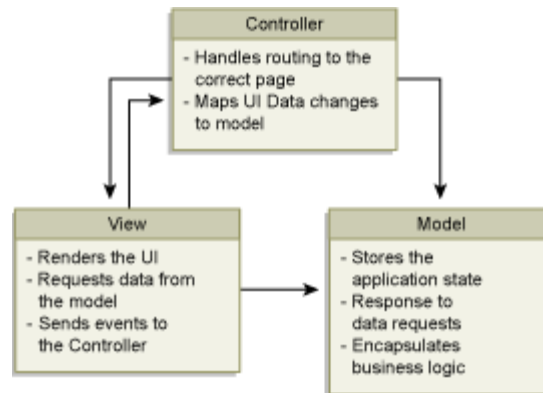 Controller
- Handles routing to the
correct page
- Maps UI Data changes
to model
View
- Renders the UI
- Requests data from
the model
- Sends events to
the Controller
Model
- Stores the
application state
- Response to
data requests
- Encapsulates
business logic